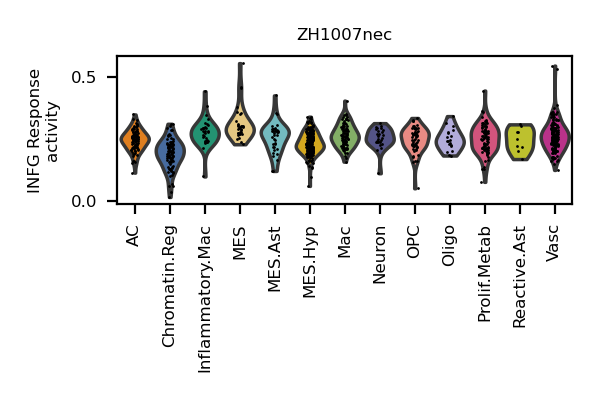 ZH1007nec
INFG Response
activity
0.5
0.0
AC
Chromatin.Reg
Inflammatory.Mac
MES
MES.Ast
MES.Hyp
Mac
Neuron
OPC
Oligo
Prolif.Metab
Reactive.Ast
Vasc